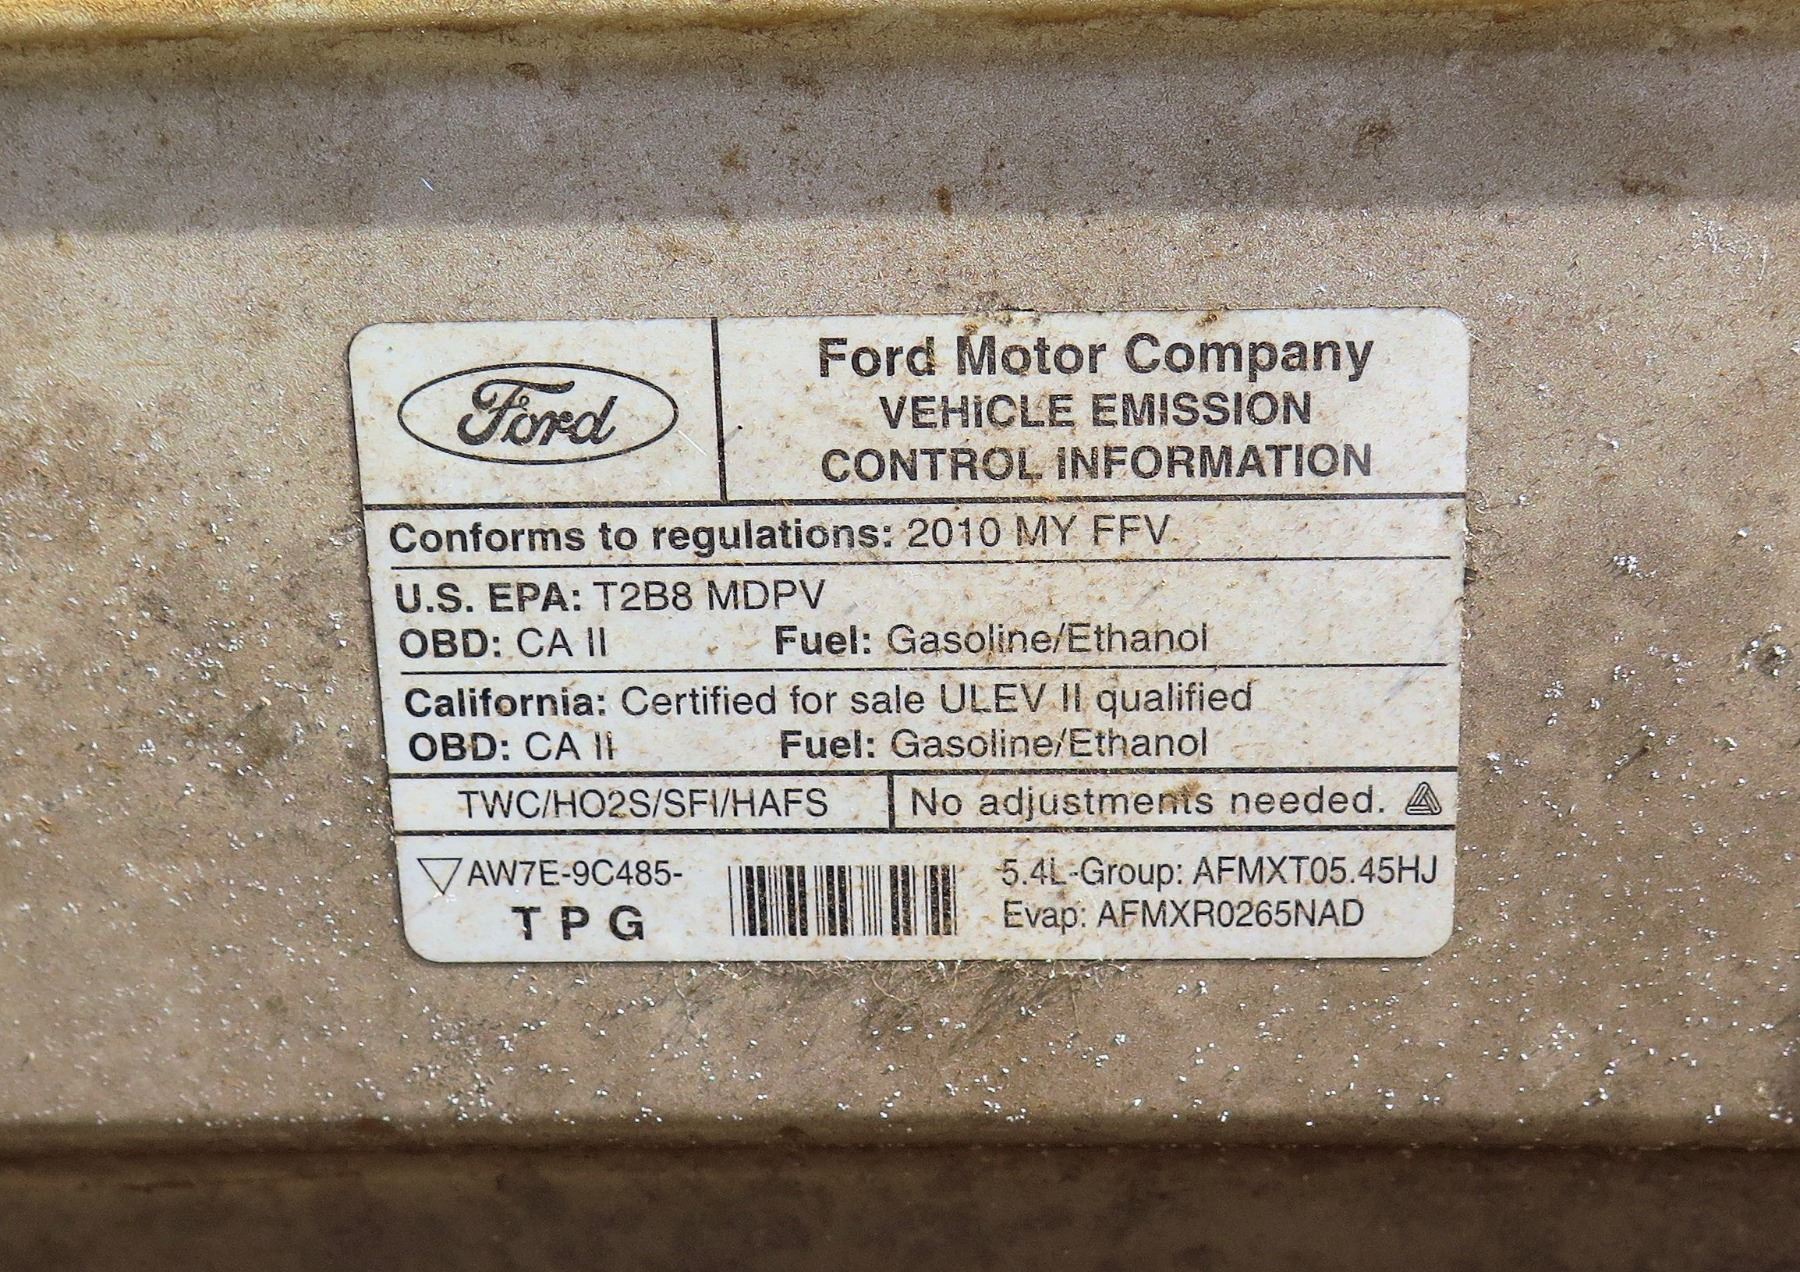 Ford
Ford Motor Company
VEHICLE EMISSION
CONTROL INFORMATION
Conforms to regulations: 2010 MY FFV
U.S. EPA: T2B8 MDPV
OBD: CA II Fuel: Gasoline/Ethanol
California: Certified for sale ULEV II qualified
OBD: CA II Fuel: Gasoline/Ethanol
TWC/HO2S/SFI/HAFS No adjustments needed.
AW7E-9C485-
TPG
5.4L-Group: AFMXT05.45HJ
Evap: AFMXR0265NAD